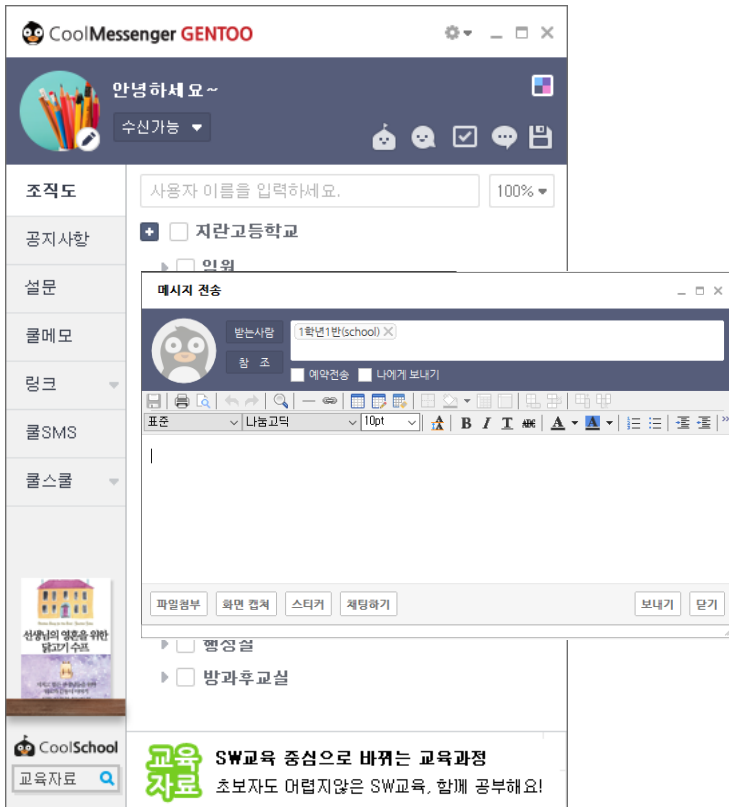 CoolMessenger GENTOO
안녕하세요~
수신가능
조직도
사용자 이름을 입력하세요.
100%
공지사항
지란고등학교
임원
설문
쿨메모
링크
쿨SMS
쿨스쿨
메시지 전송
받는사람
1학년1반(school)
참 조
예약전송
나에게 보내기
표준
나눔고딕
10pt
가
B I T ABC A A
파일첨부
화면 캡쳐
스티커
채팅하기
보내기
닫기
행정실
방과후교실
선생님의 영혼을 위한
닭고기 수프
CoolSchool
교육자료
교육
자료
SW교육 중심으로 바뀌는 교육과정
초보자도 어렵지않은 SW교육, 함께 공부해요!